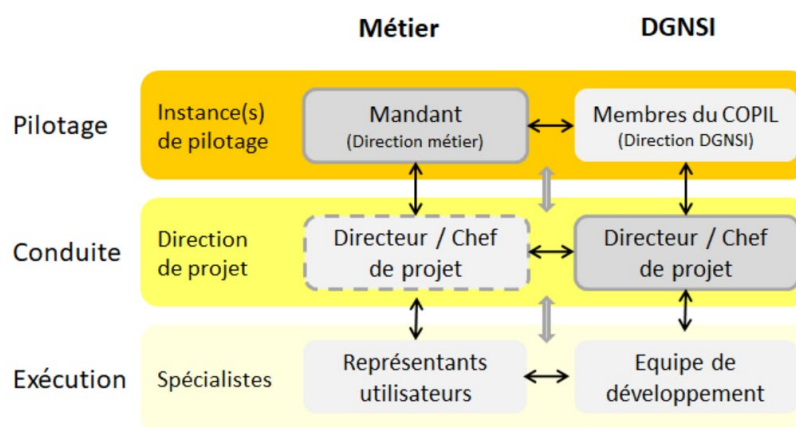 Métier
DGNSI
Pilotage
Instance(s)
de pilotage
Mandant
(Direction métier)
Membres du COPIL
(Direction DGNSI)
Conduite
Direction
de projet
Directeur / Chef
de projet
Directeur / Chef
de projet
Exécution
Spécialistes
Représentants
utilisateurs
Equipe de
développement